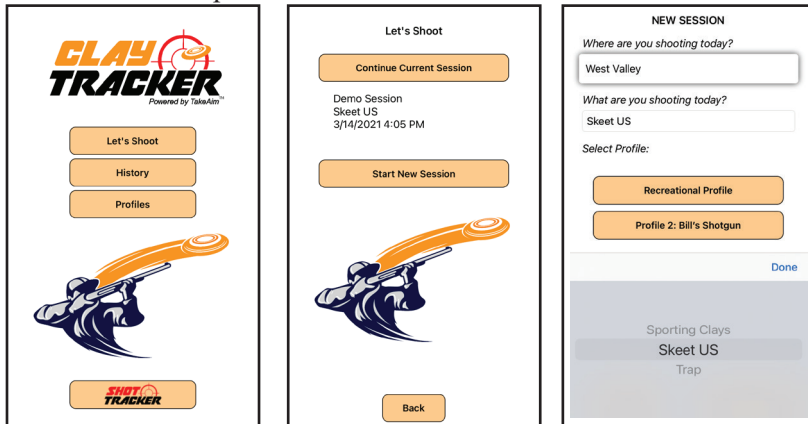 CLAY
TRACKER
Powered by TakeAim™
Let's Shoot
History
Profiles
SHOT
TRACKER
Let's Shoot
Continue Current Session
Demo Session
Skeet US
3/14/2021 4:05 PM
Start New Session
Back
NEW SESSION
Where are you shooting today?
West Valley
What are you shooting today?
Skeet US
Select Profile:
Recreational Profile
Profile 2: Bill's Shotgun
Done
Sporting Clays
Skeet US
Trap